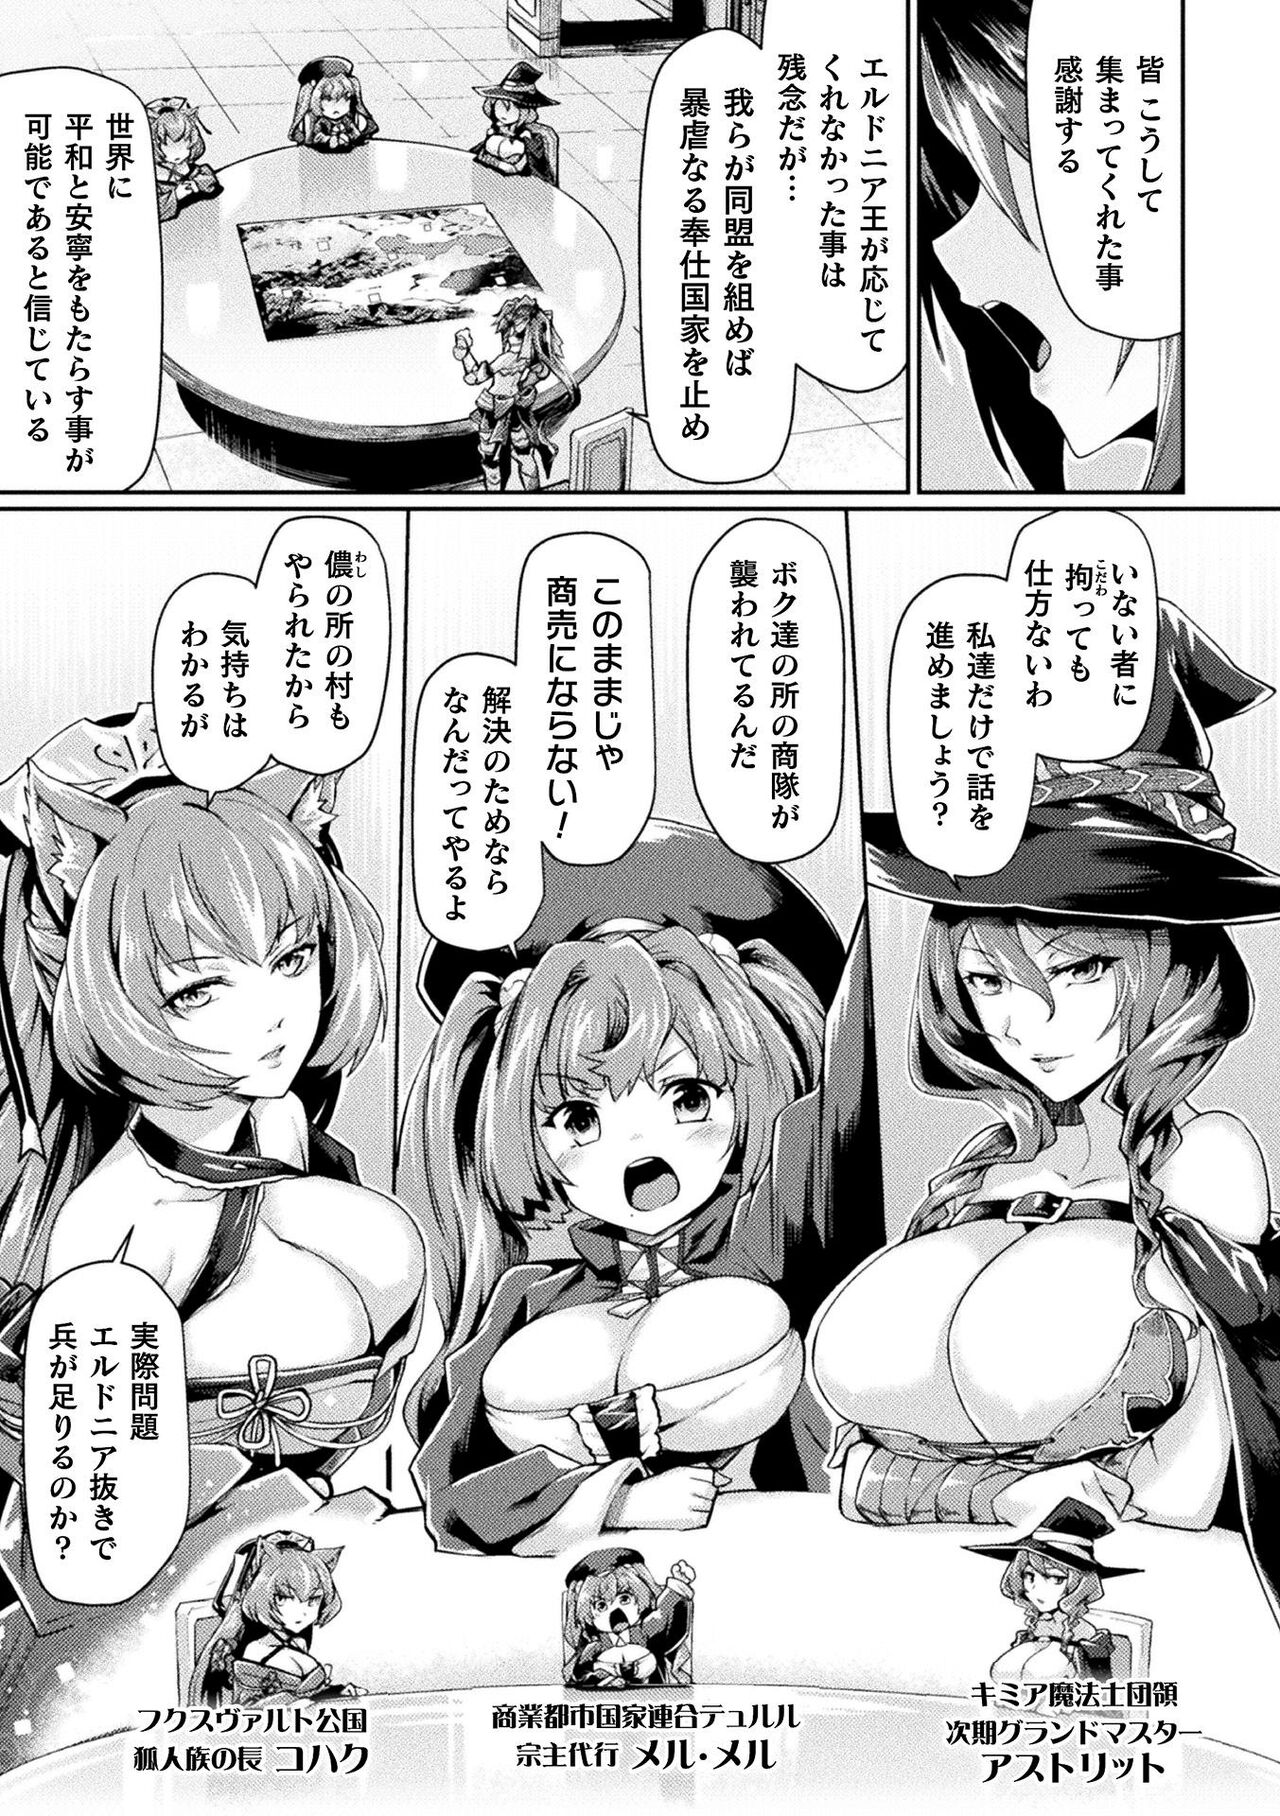 皆 こうして
集まってくれた事
感謝する
エルドニア王が応じて
くれなかった事は
残念だが…
我らが同盟を組めば
暴虐なる奉仕国家を止め
世界に
平和と安寧をもたらす事が
可能であると信じている
いない者に
拘っても
こだわ
仕方ないわ
私達だけで話を
進めましょう?
ボク達の所の商隊が
襲われてるんだ
このままじゃ
商売にならない!
解決のためなら
なんだってやるよ
儂の所の村も
わし
やられたから
気持ちは
わかるが
実際問題
エルドニア抜きで
兵が足りるのか?
キミア魔法士団領
次期グランドマスター
アストリット
商業都市国家連合テュルルル
宗主代行 メル・メル
フクスヴァルト公国
狐人族の長 コハク